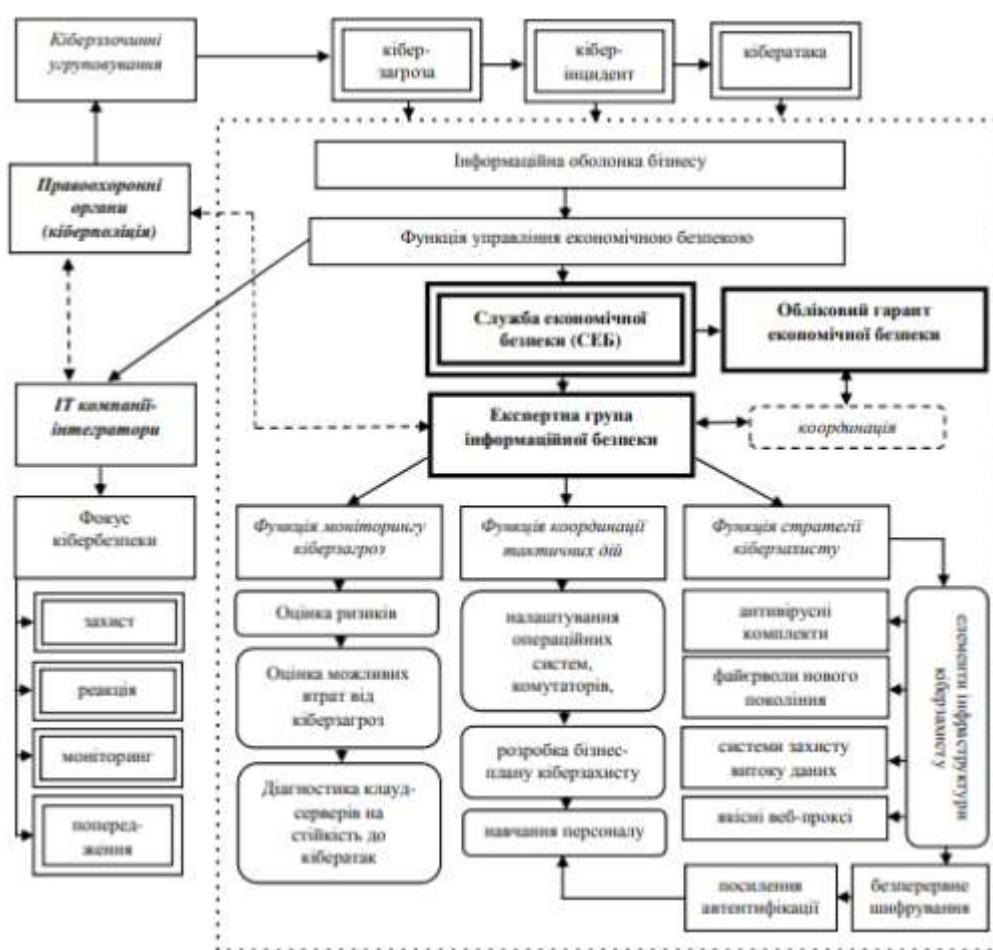 Кіберзлочинні
угруповування
кібер-
загроза
кібер-
інцидент
кібератака
Інформаційна оболонка бізнесу
Правоохоронні
органи
(кіберполіція)
Функція управління економічною безпекою
Служба економічної
безпеки (СЕБ)
Обліковий гарант
економічної безпеки
ІТ компанії-
інтегратори
Експертна група
інформаційної безпеки
координація
Фокус
кібербезпеки
захист
реакція
моніторинг
поперед-
ження
Функція моніторингу
кіберзагроз
Оцінка ризиків
Оцінка можливих
втрат від
кіберзагроз
Діагностика клауд-
серверів на
стійкість до
кібератак
Функція координації
тактичних дій
налаштування
операційних
систем,
комутаторів,
розробка бізнес-
плану кіберзахисту
навчання персоналу
Функція стратегії
кіберзахисту
антивірусні
комплекти
файєрволи нового
покоління
системи захисту
витоку даних
якісні веб-проксі
елементи інфраструктури
кіберзахисту
посилення
автентифікації
безперервне
шифрування